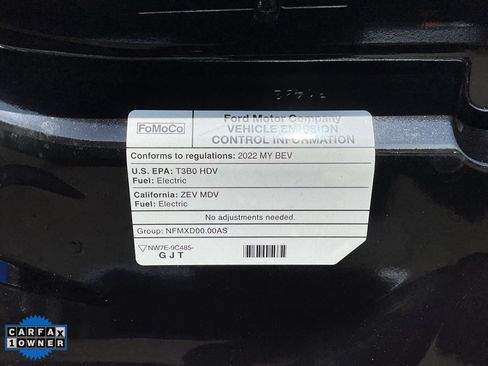 FoMoCo
Ford Motor Company
VEHICLE EMISSION
CONTROL INFORMATION
Conforms to regulations: 2022 MY BEV
U.S. EPA: T3B0 HDV
Fuel: Electric
California: ZEV MDV
Fuel: Electric
No adjustments needed.
Group: NFMXD00.00AS
NW7E-9C485-
GJT
CARFAX
1 OWNER